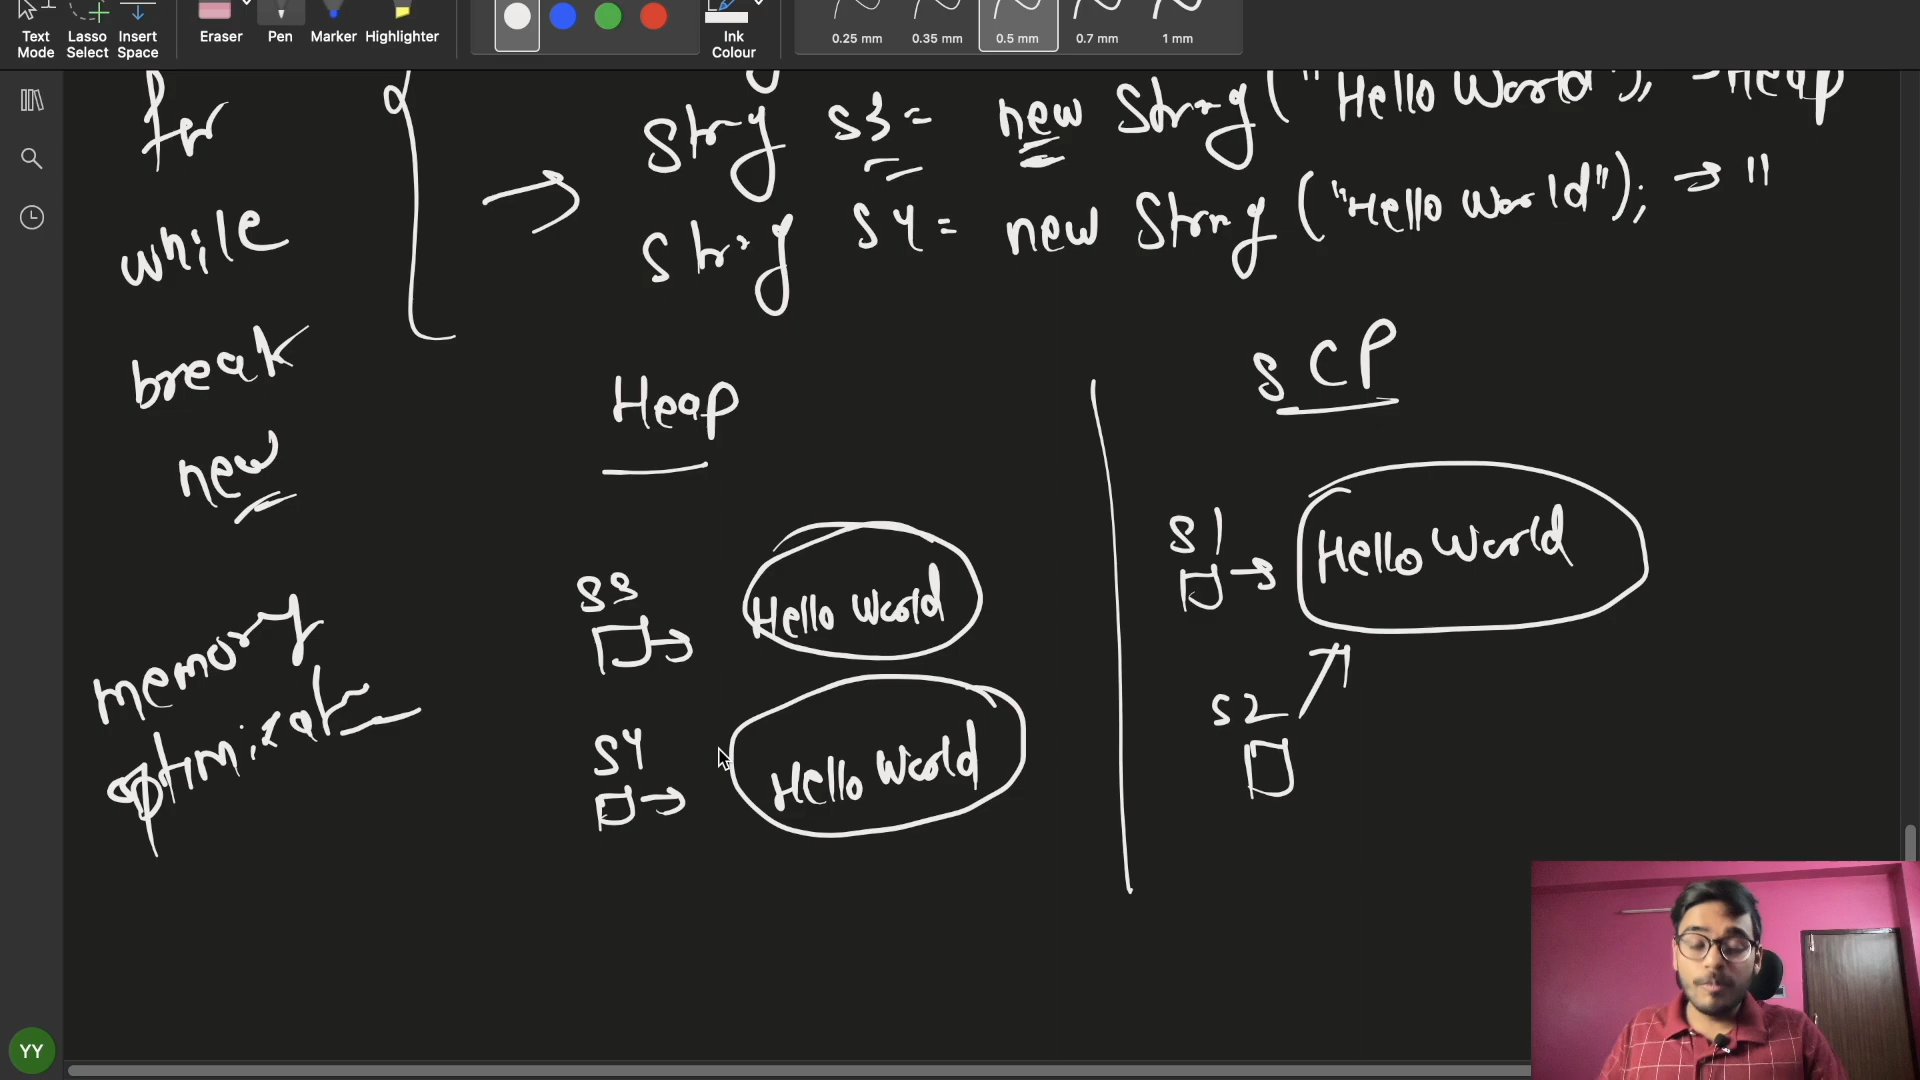 Text Mode
Lasso Select
Insert Space
Eraser
Pen
Marker
Highlighter
Ink Colour
0.25 mm
0.35 mm
0.5 mm
0.7 mm
1 mm
for
while
break
new
memory
String s3 = new String("Hello World"); → Heap
String s4 = new String("Hello World"); → "
Heap
s3
Hello World
s4
Hello World
SCP
s1
Hello World
s2
YY